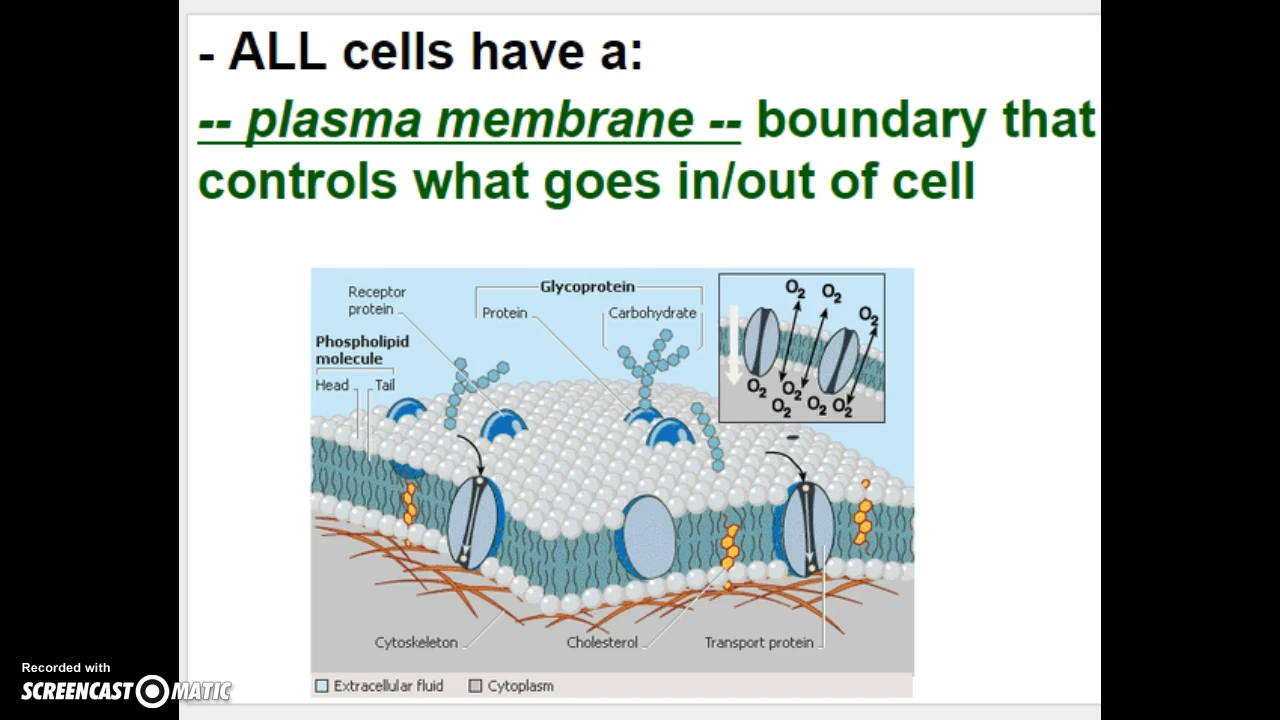 - ALL cells have a:
-- plasma membrane -- boundary that
controls what goes in/out of cell
Receptor
protein
Glycoprotein
Protein
Carbohydrate
Phospholipid
molecule
Head
Tail
O2
O2
O2
O2
O2
O2
O2
O2
Cytoskeleton
Cholesterol
Transport protein
Extracellular fluid
Cytoplasm
Recorded with
SCREENCAST MATIC